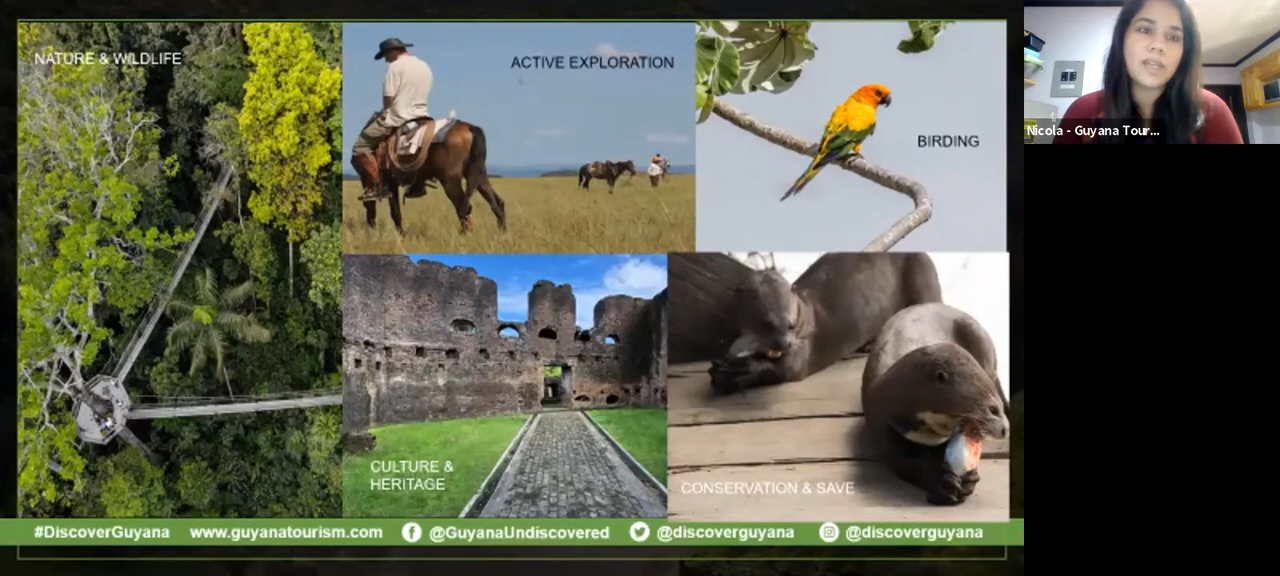 NATURE & WILDLIFE
ACTIVE EXPLORATION
BIRDING
Nicola - Guyana Tour...
CULTURE &
HERITAGE
CONSERVATION & SAVE
#DiscoverGuyana www.guyanatourism.com @GuyanaUndiscovered @discoverguyana @discoverguyana